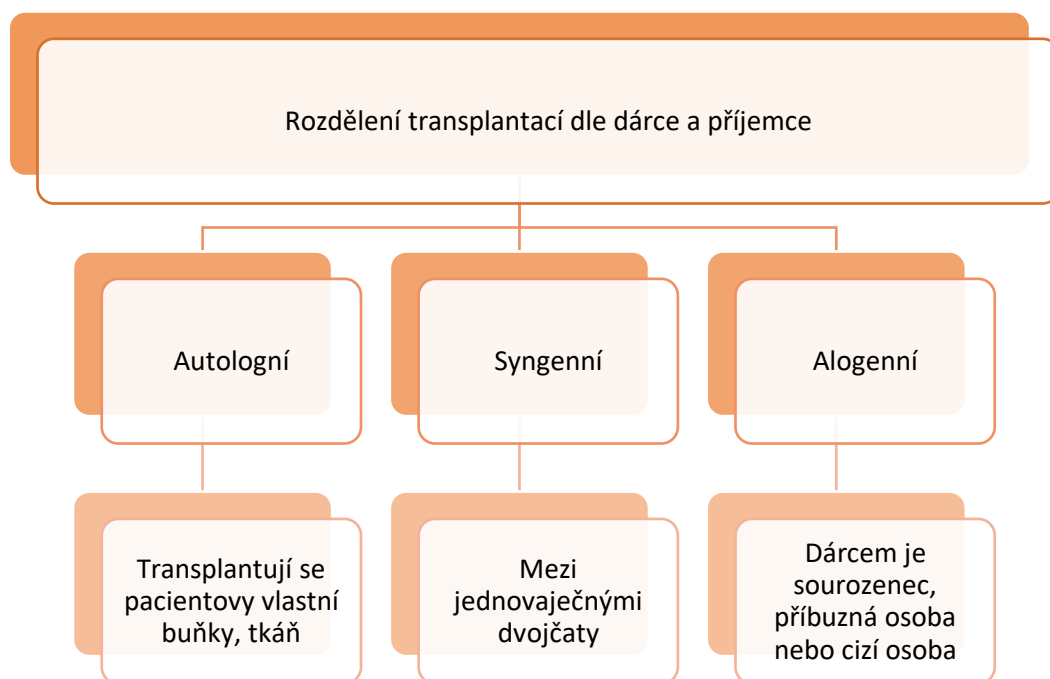 Rozdělení transplantací dle dárce a příjemce
Autologní
Syngenní
Alogenní
Transplantují se
pacientovy vlastní
buňky, tkáň
Mezi
jednovaječnými
dvojčaty
Dárcem je
sourozenec,
příbuzná osoba
nebo cizí osoba